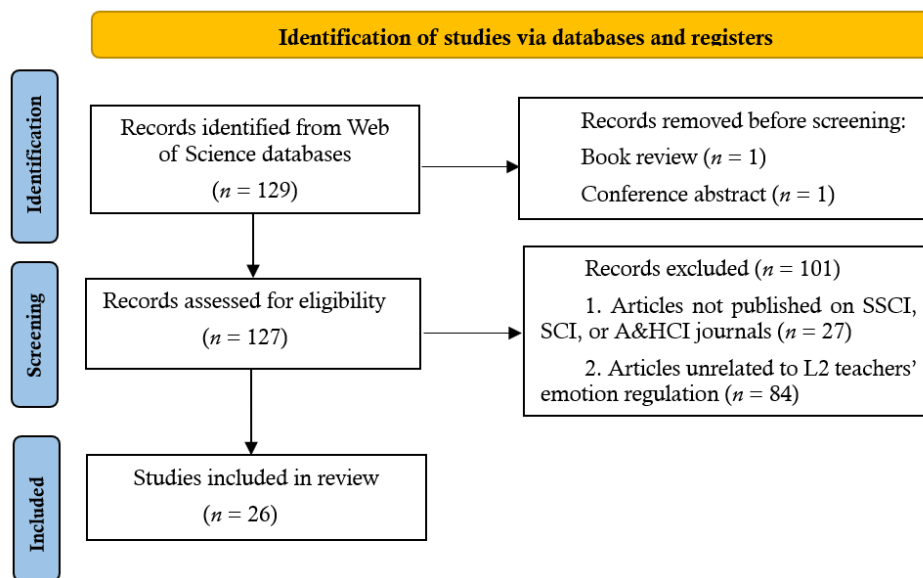 Identification of studies via databases and registers
Identification
Records identified from Web
of Science databases
(n = 129)
Records removed before screening:
Book review (n = 1)
Conference abstract (n = 1)
Screening
Records assessed for eligibility
(n = 127)
Records excluded (n = 101)
1. Articles not published on SSCI,
SCI, or A&HCI journals (n = 27)
2. Articles unrelated to L2 teachers’
emotion regulation (n = 84)
Included
Studies included in review
(n = 26)